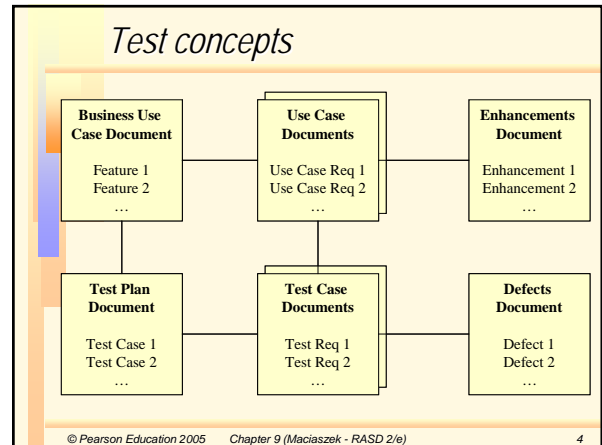 Test concepts
Business Use
Case Document
Feature 1
Feature 2
…
Use Case
Documents
Use Case Req 1
Use Case Req 2
…
Enhancements
Document
Enhancement 1
Enhancement 2
…
Test Plan
Document
Test Case 1
Test Case 2
…
Test Case
Documents
Test Req 1
Test Req 2
…
Defects
Document
Defect 1
Defect 2
…
© Pearson Education 2005 Chapter 9 (Maciaszek - RASD 2/e) 4